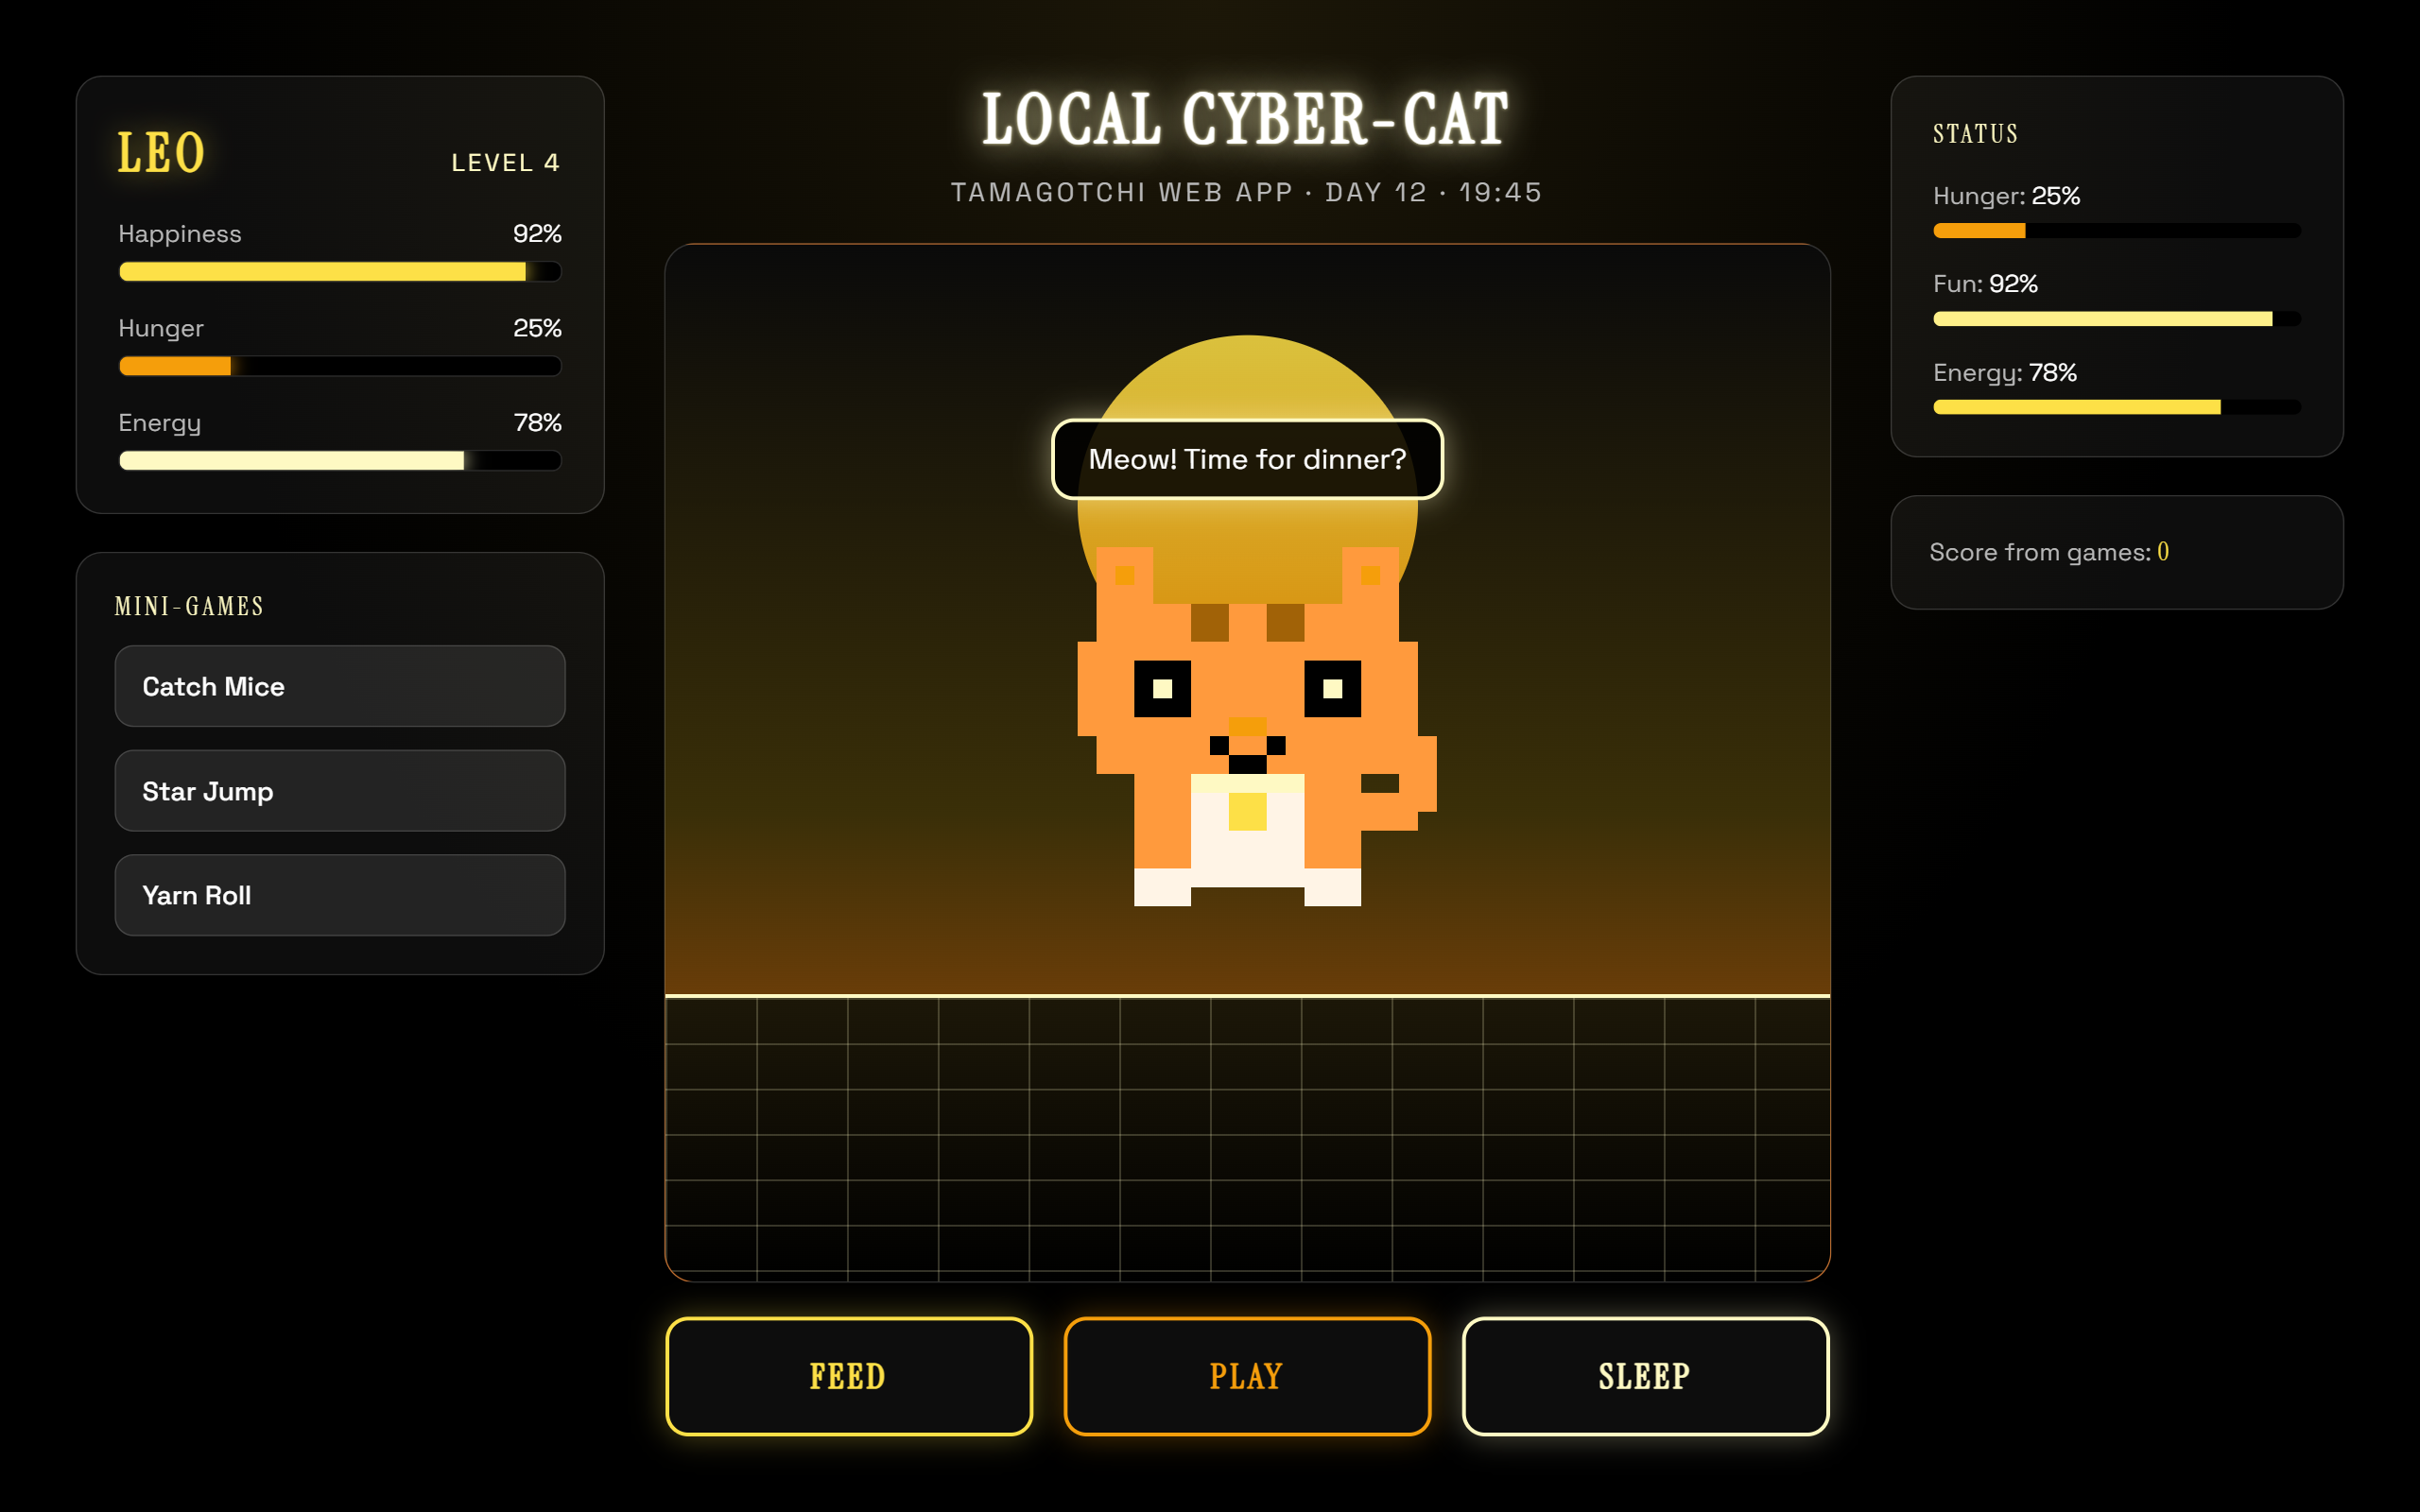 LEO
LEVEL 4
Happiness 92%
Hunger 25%
Energy 78%
MINI-GAMES
Catch Mice
Star Jump
Yarn Roll
LOCAL CYBER-CAT
TAMAGOTCHI WEB APP · DAY 12 · 19:45
Meow! Time for dinner?
FEED
PLAY
SLEEP
STATUS
Hunger: 25%
Fun: 92%
Energy: 78%
Score from games: 0